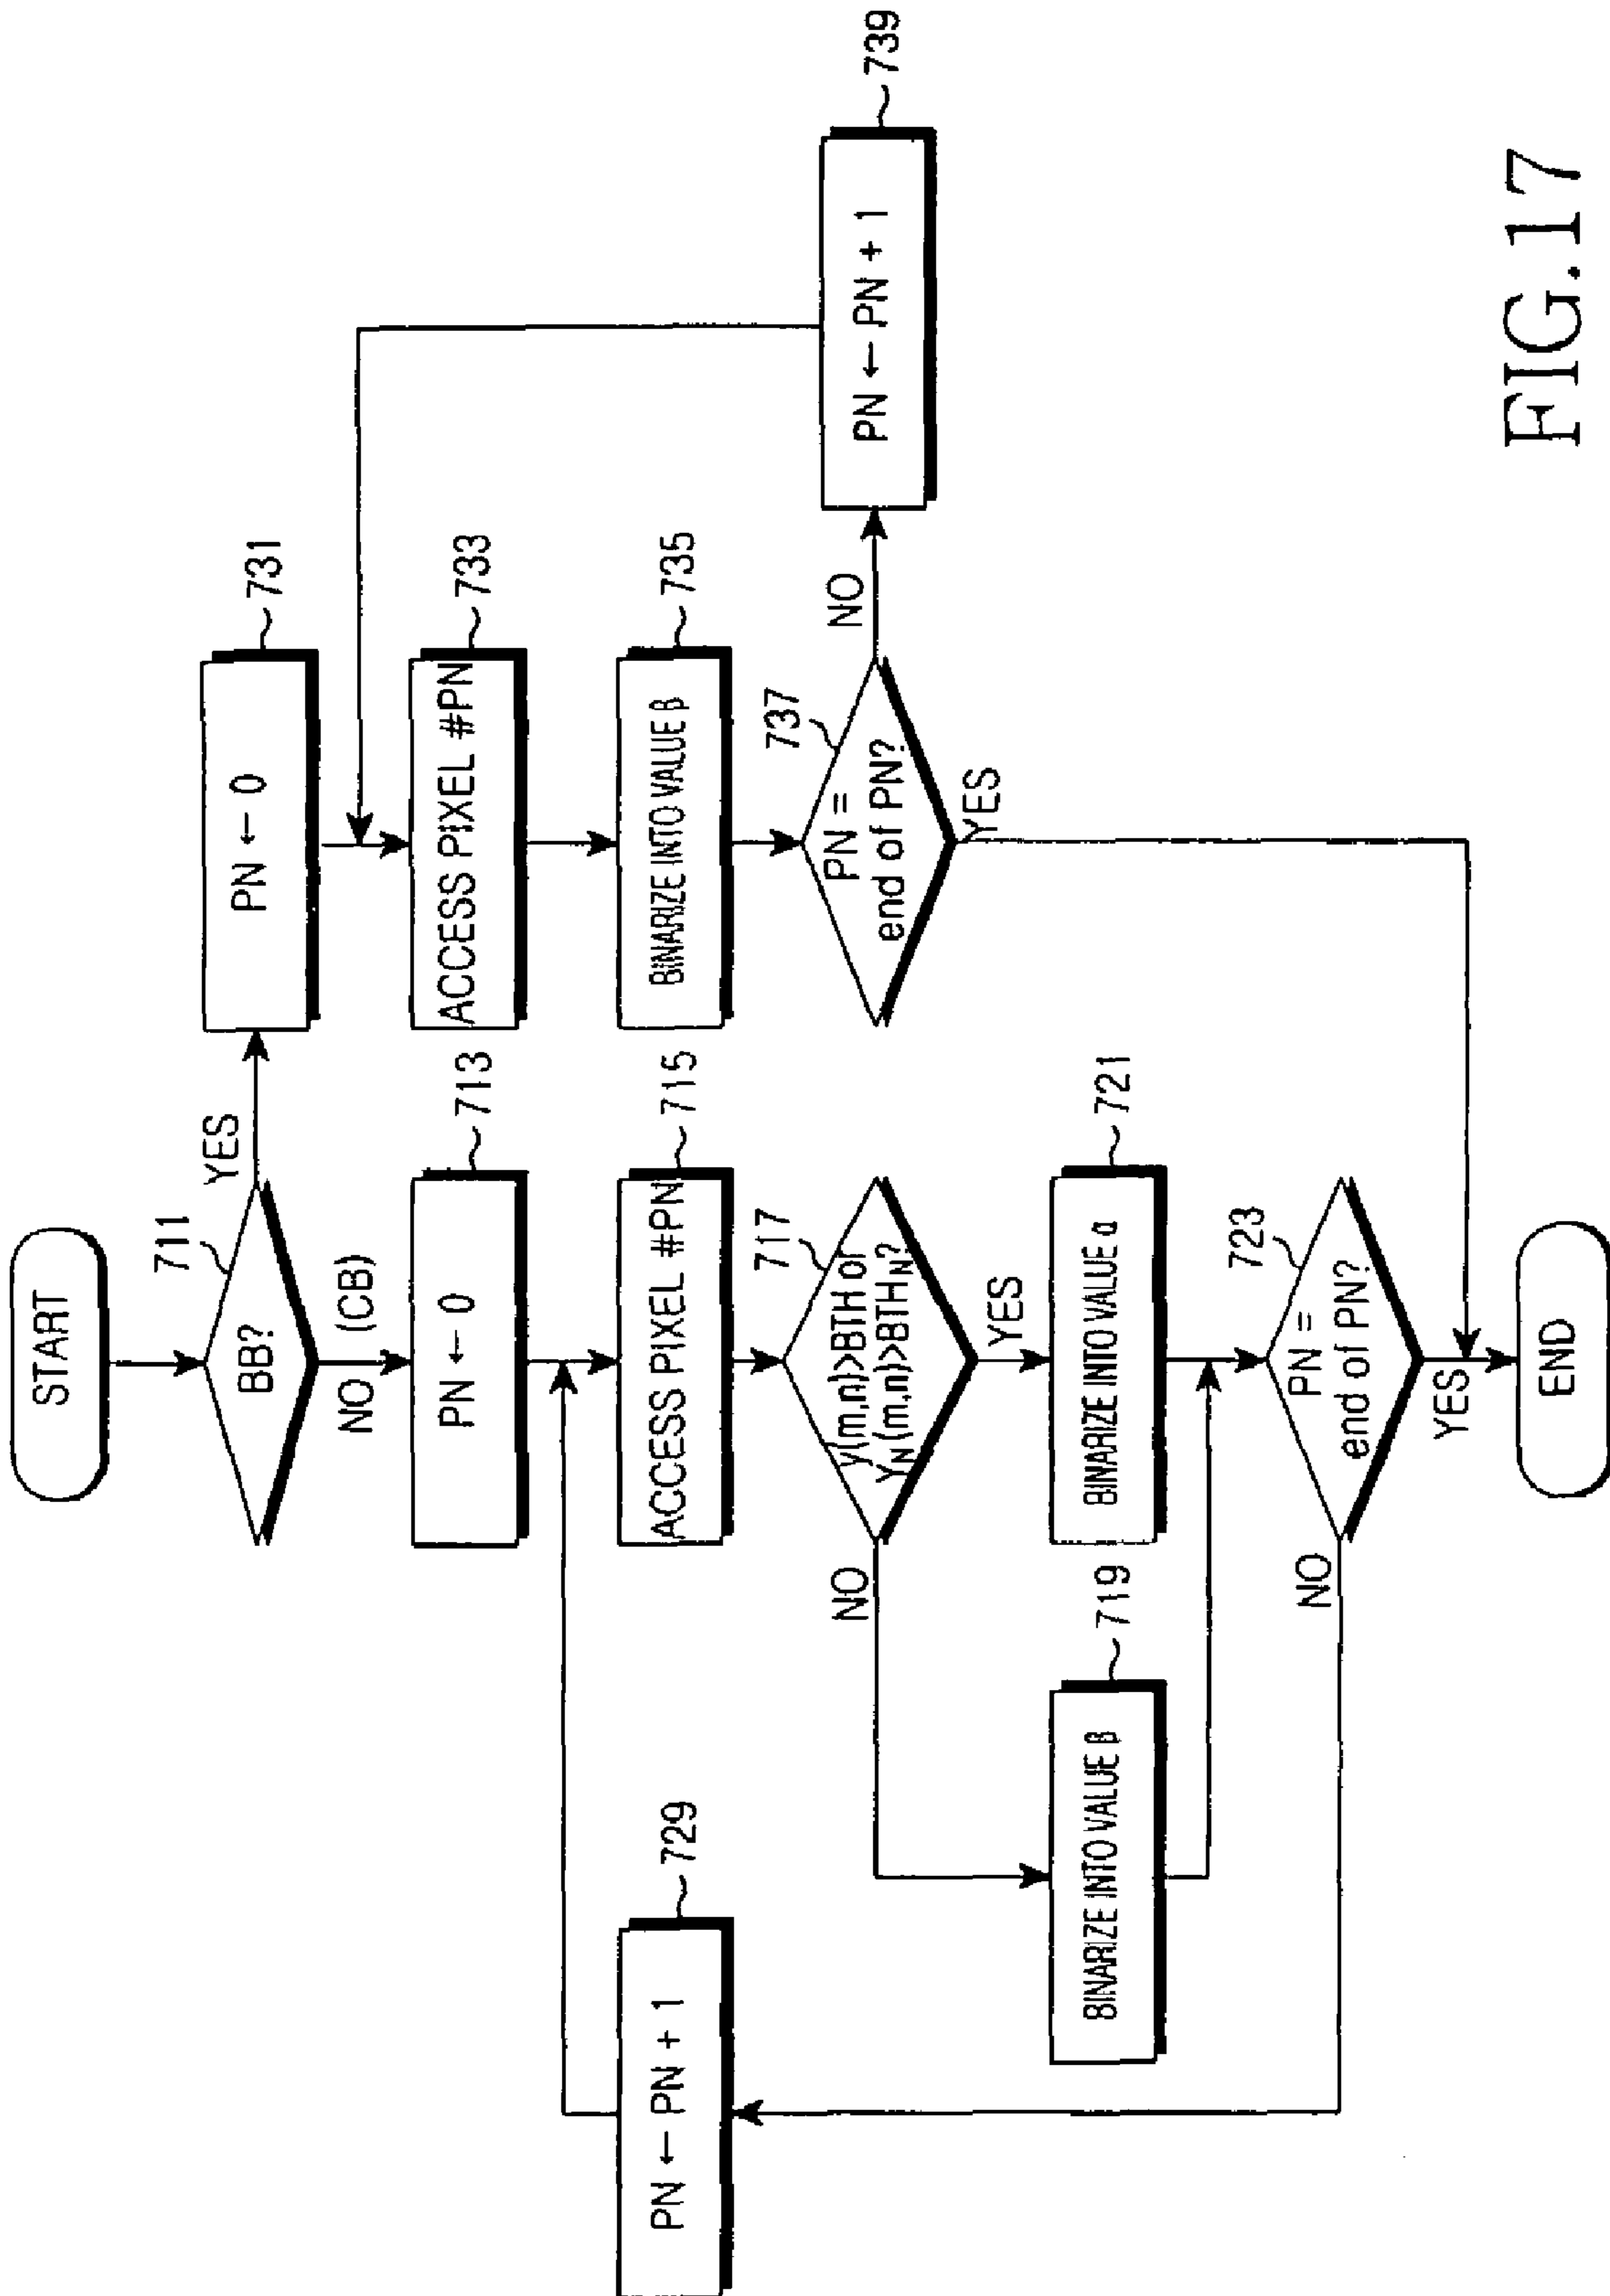 START
711
BB?
YES
NO (CB)
PN ← 0
731
PN ← 0
713
ACCESS PIXEL #PN
733
ACCESS PIXEL #PN
715
BINARIZE INTO VALUE β
735
717
y(m,n)>BTH or
Y_N(m,n)>BTH_N?
YES
NO
PN =
end of PN?
737
NO
YES
PN ← PN + 1
739
BINARIZE INTO VALUE α
721
BINARIZE INTO VALUE β
719
PN =
end of PN?
723
NO
YES
PN ← PN + 1
729
END
FIG.17